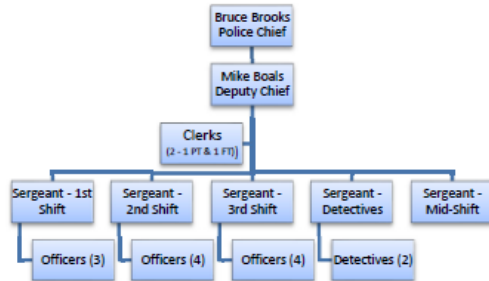 Bruce Brooks
Police Chief
Mike Boals
Deputy Chief
Clerks
(2 - 1 PT & 1 FT)]
Sergeant - 1st
Shift
Sergeant -
2nd Shift
Sergeant -
3rd Shift
Sergeant -
Detectives
Sergeant -
Mid-Shift
Officers (3)
Officers (4)
Officers (4)
Detectives (2)